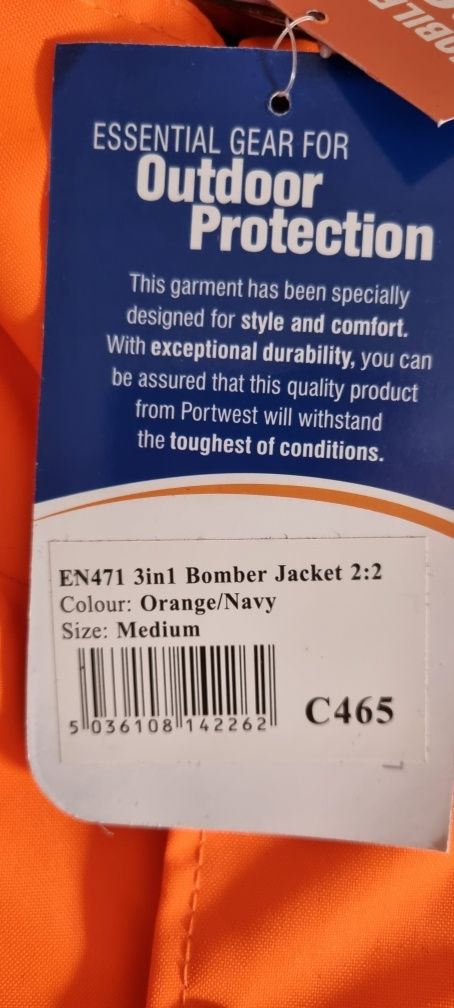 ESSENTIAL GEAR FOR
Outdoor
Protection
This garment has been specially
designed for style and comfort.
With exceptional durability, you can
be assured that this quality product
from Portwest will withstand
the toughest of conditions.
EN471 3in1 Bomber Jacket 2:2
Colour: Orange/Navy
Size: Medium
C465
5 036108 142262